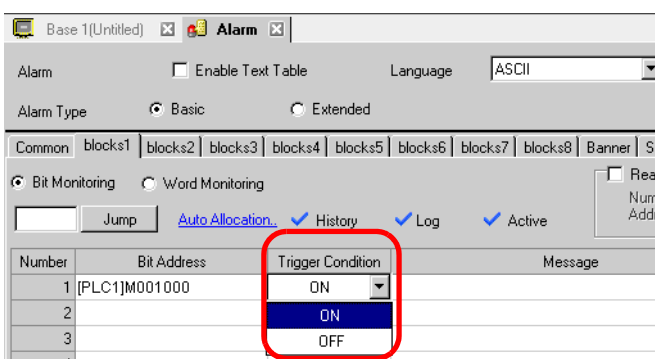 Base 1(Untitled) Alarm
Alarm Enable Text Table Language ASCII
Alarm Type Basic Extended
Common blocks1 blocks2 blocks3 blocks4 blocks5 blocks6 blocks7 blocks8 Banner
Bit Monitoring Word Monitoring
Jump Auto Allocation.. History Log Active
Number Bit Address Trigger Condition Message
1 [PLC1]M001000 ON
2 ON
3 OFF